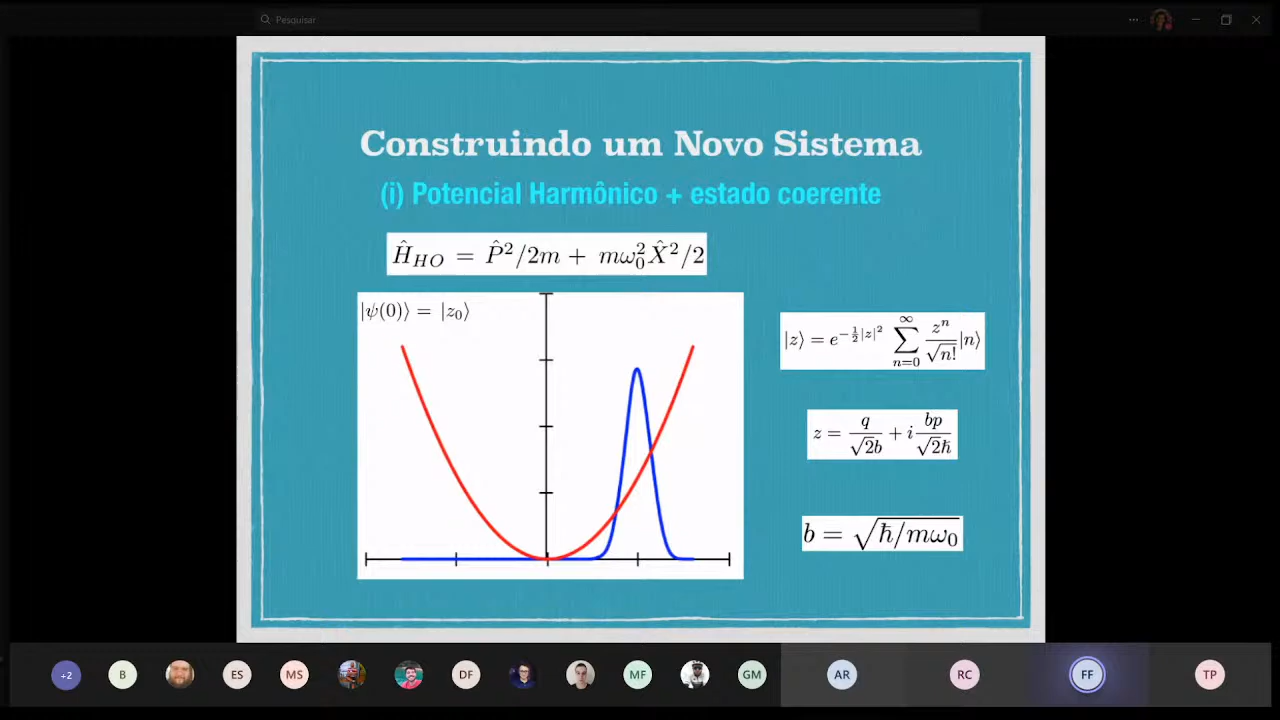 Pesquisar
Construindo um Novo Sistema
(i) Potencial Harmônico + estado coerente
Ĥ_HO = P̂²/2m + mω₀²X̂²/2
|ψ(0)⟩ = |z₀⟩
|z⟩ = e^{-½|z|²} ∑_{n=0}^{∞} zⁿ/√n! |n⟩
z = q/√2b + i bp/√2ħ
b = √ħ/mω₀
+2 B ES MS DF MF GM AR RC FF TP